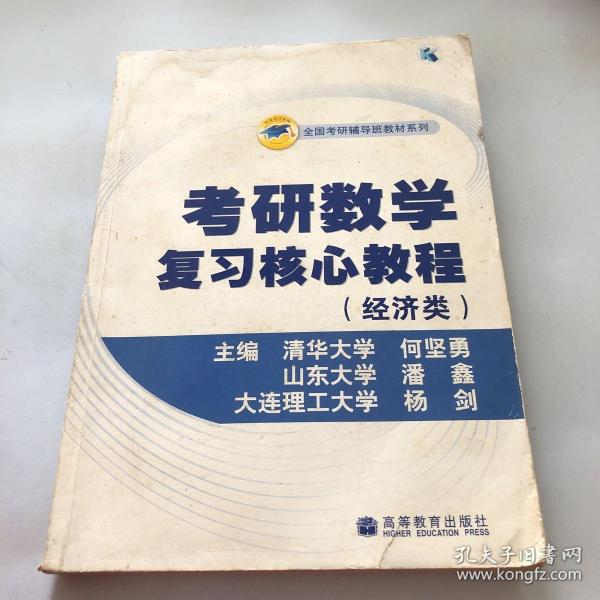 全国考研辅导班教材系列
考研数学
复习核心教程
(经济类)
主编 清华大学 何坚勇
山东大学 潘鑫
大连理工大学 杨剑
高等教育出版社
HIGHER EDUCATION PRESS
孔夫子旧书网
www.kongfz.com